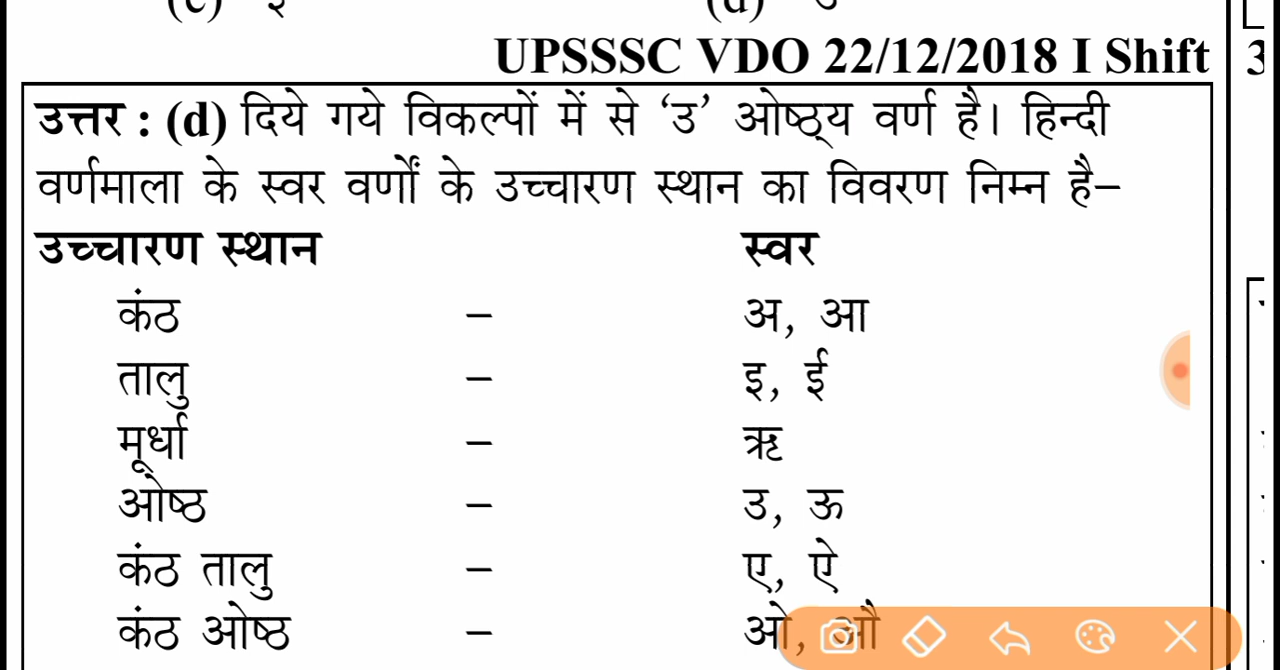 UPSSSC VDO 22/12/2018 I Shift
उत्तर : (d) दिये गये विकल्पों में से ‘उ’ ओष्ठ्य वर्ण है। हिन्दी
वर्णमाला के स्वर वर्णों के उच्चारण स्थान का विवरण निम्न है–
उच्चारण स्थान स्वर
कंठ – अ, आ
तालु – इ, ई
मूर्धा – ऋ
ओष्ठ – उ, ऊ
कंठ तालु – ए, ऐ
कंठ ओष्ठ – ओ, औ